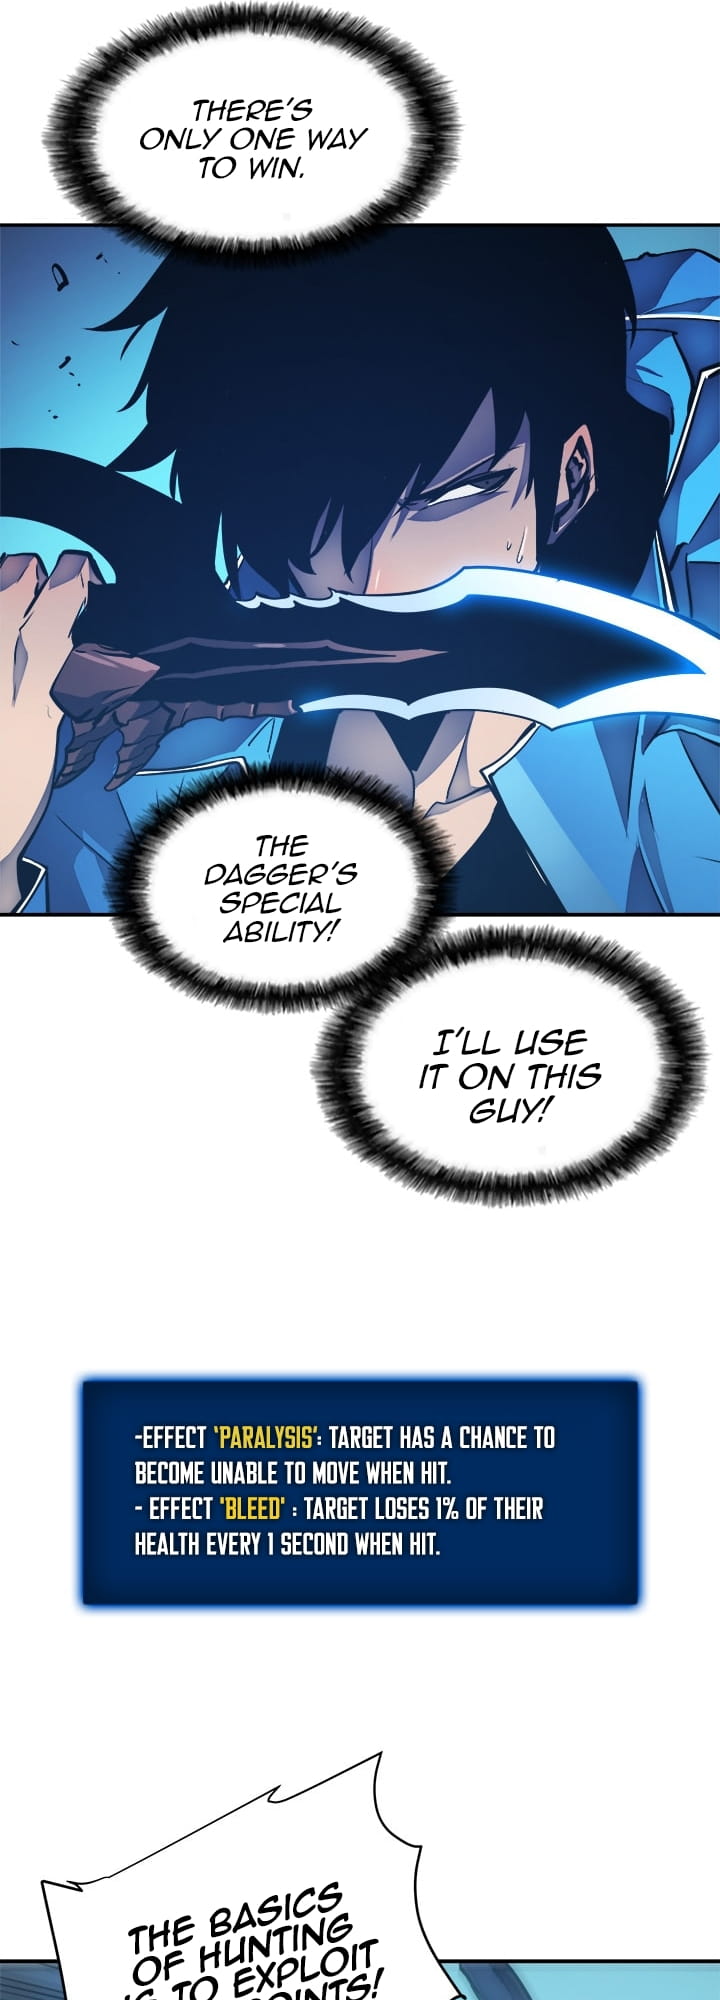 THERE'S
ONLY ONE WAY
TO WIN.
THE
DAGGER'S
SPECIAL
ABILITY!
I'LL USE
IT ON THIS
GUY!
-EFFECT 'PARALYSIS': TARGET HAS A CHANCE TO
BECOME UNABLE TO MOVE WHEN HIT.
- EFFECT 'BLEED' : TARGET LOSES 1% OF THEIR
HEALTH EVERY 1 SECOND WHEN HIT.
THE BASICS
OF HUNTING
IS TO EXPLOIT